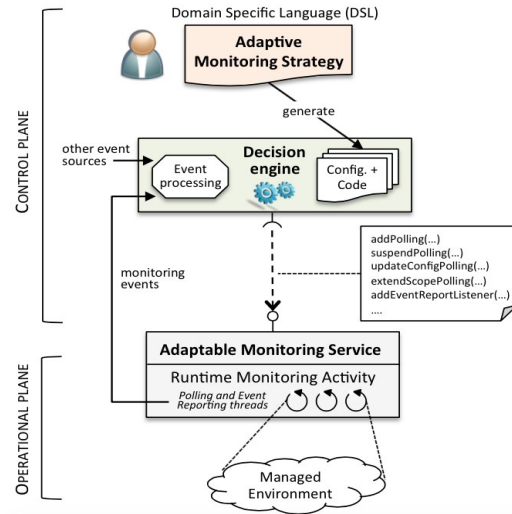 Domain Specific Language (DSL)
Adaptive
Monitoring Strategy
generate
other event
sources
Decision
engine
Event
processing
Config. +
Code
CONTROL PLANE
monitoring
events
addPolling(...)
suspendPolling(...)
updateConfigPolling(...)
extendScopePolling(...)
addEventReportListener(...)
....
Adaptable Monitoring Service
Runtime Monitoring Activity
Polling and Event
Reporting threads
OPERATIONAL PLANE
Managed
Environment